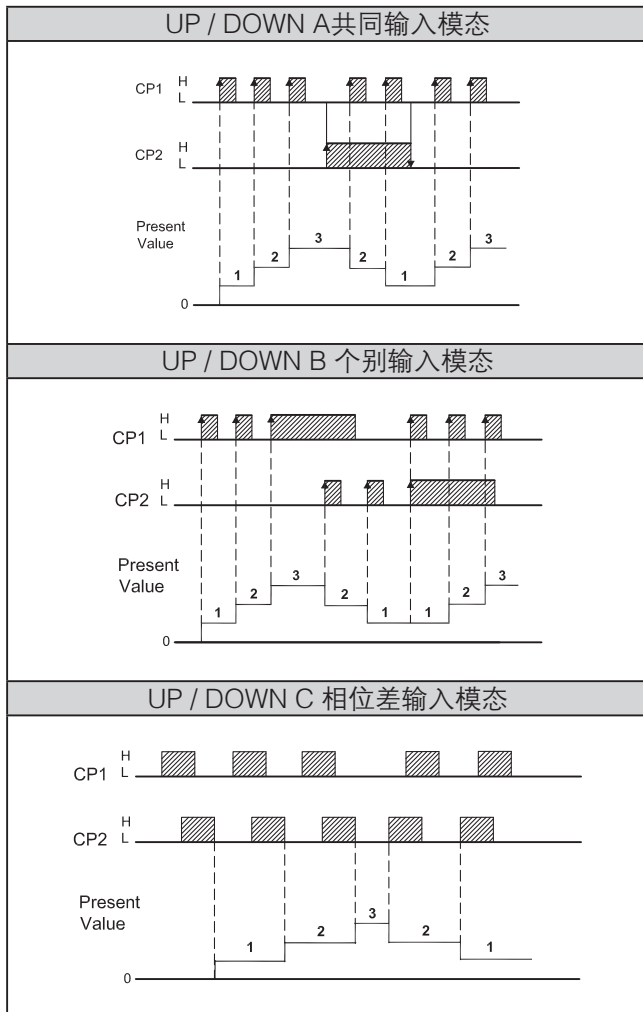 UP / DOWN A共同输入模态
CP1 H
L
CP2 H
L
Present
Value
1 2 3 2 1 2 3
0
UP / DOWN B 个别输入模态
CP1 H
L
CP2 H
L
Present
Value
1 2 3 2 1 1 2 3
0
UP / DOWN C 相位差输入模态
CP1 H
L
CP2 H
L
Present
Value
1 2 3 2 1
0